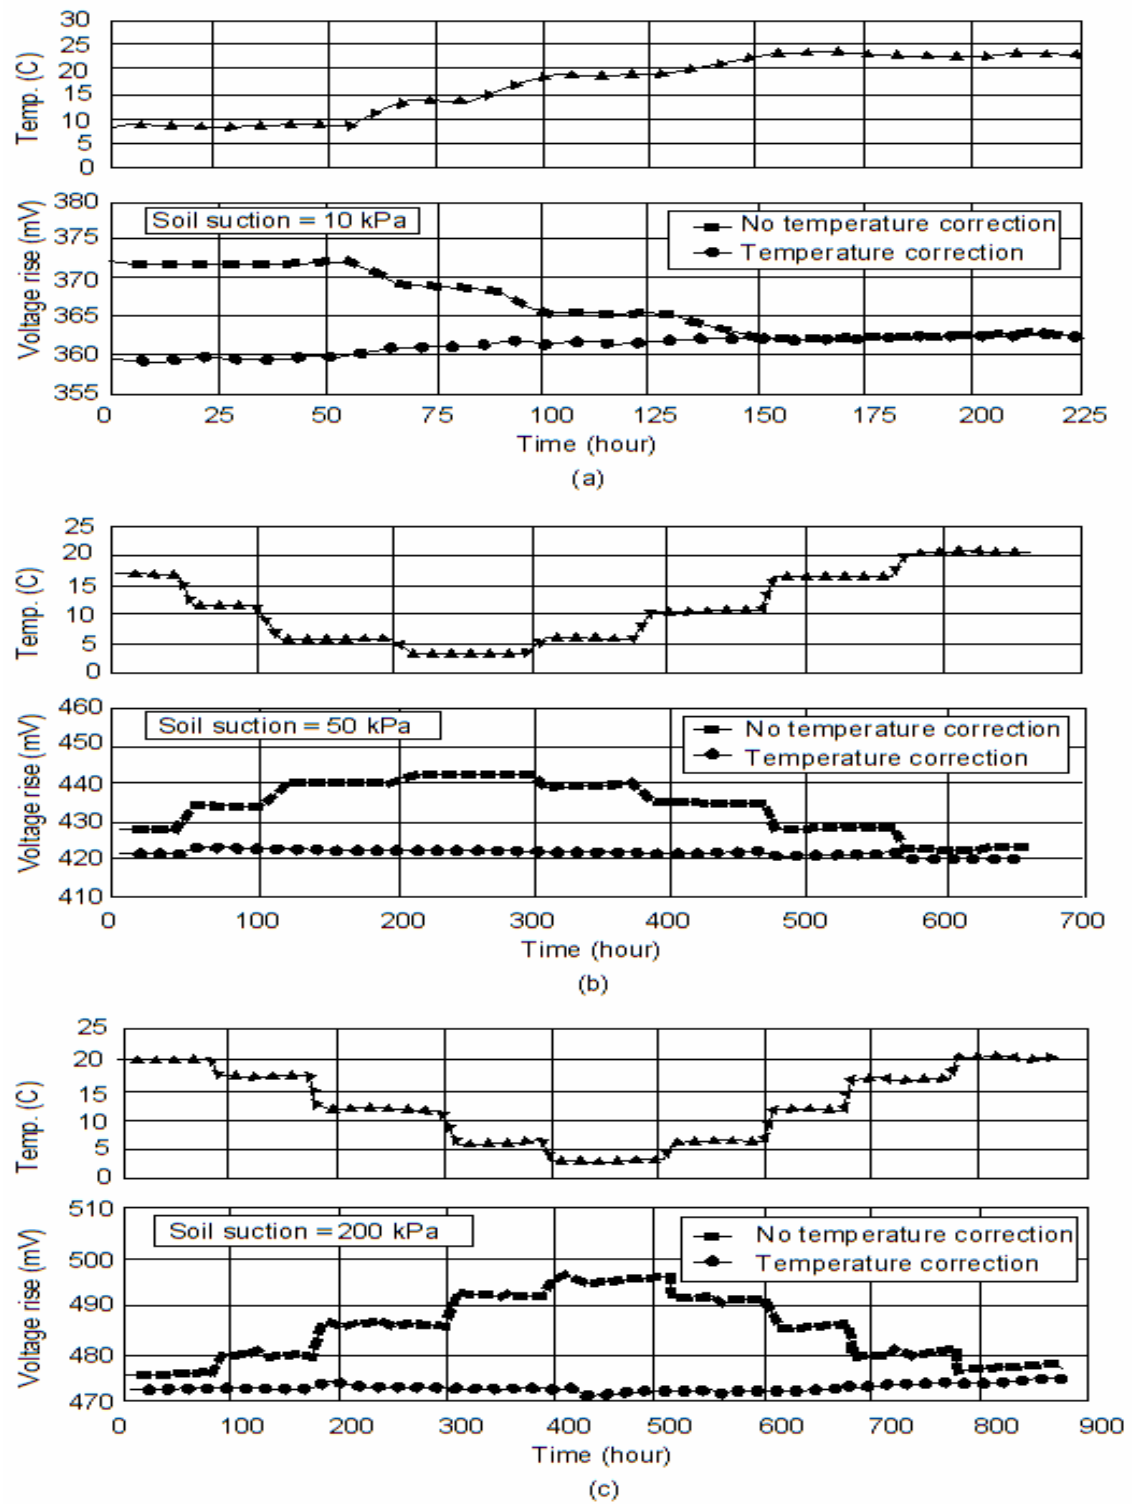 Temp. (C)
30
25
20
15
10
5
0
Voltage rise (mV)
380
375
370
365
360
355
Soil suction = 10 kPa
No temperature correction
Temperature correction
0 25 50 75 100 125 150 175 200 225
Time (hour)
(a)
Temp. (C)
25
20
15
10
5
0
Voltage rise (mV)
460
450
440
430
420
410
Soil suction = 50 kPa
No temperature correction
Temperature correction
0 100 200 300 400 500 600 700
Time (hour)
(b)
Temp. (C)
25
20
15
10
5
0
Voltage rise (mV)
510
500
490
480
470
Soil suction = 200 kPa
No temperature correction
Temperature correction
0 100 200 300 400 500 600 700 800 900
Time (hour)
(c)